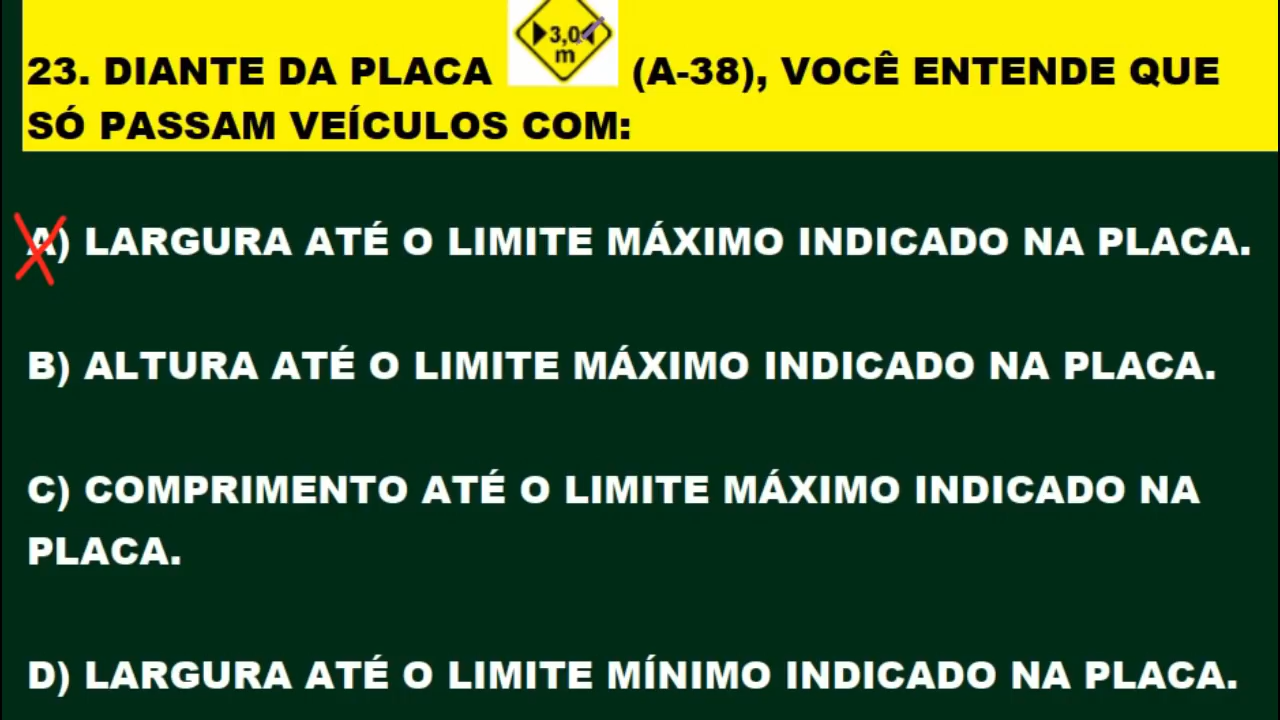 3,0
m
23. DIANTE DA PLACA (A-38), VOCÊ ENTENDE QUE
SÓ PASSAM VEÍCULOS COM:
A) LARGURA ATÉ O LIMITE MÁXIMO INDICADO NA PLACA.
B) ALTURA ATÉ O LIMITE MÁXIMO INDICADO NA PLACA.
C) COMPRIMENTO ATÉ O LIMITE MÁXIMO INDICADO NA
PLACA.
D) LARGURA ATÉ O LIMITE MÍNIMO INDICADO NA PLACA.